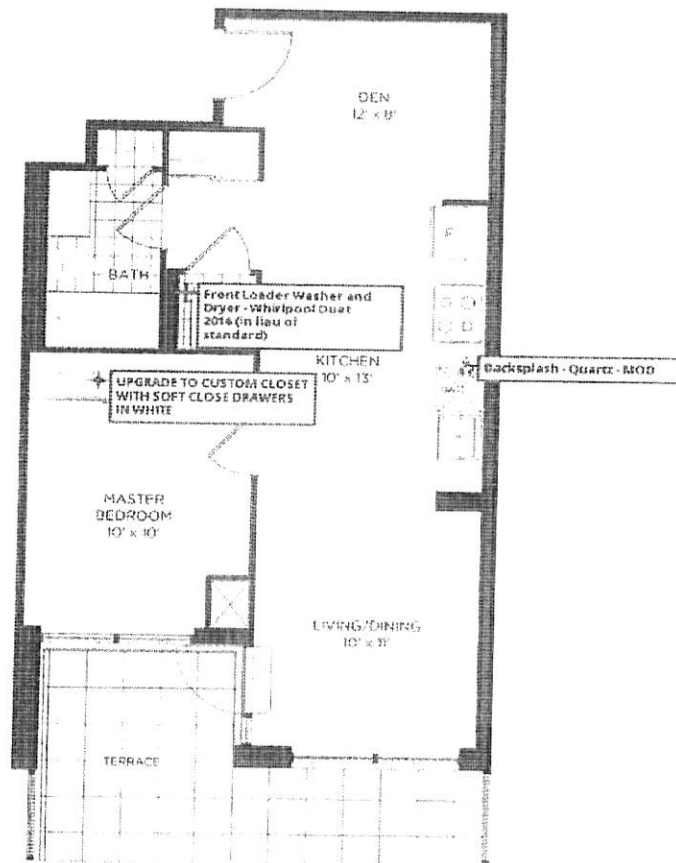 DEN
12' x 8'
F
BATH
Front Loader Washer and
Dryer - Whirlpool Duet
2016 (in lieu of
standard)
KITCHEN
10' x 13'
Backsplash - Quartz - MOD
UPGRADE TO CUSTOM CLOSET
WITH SOFT CLOSE DRAWERS
IN WHITE
MASTER
BEDROOM
10' x 10'
LIVING/DINING
10' x 11'
TERRACE